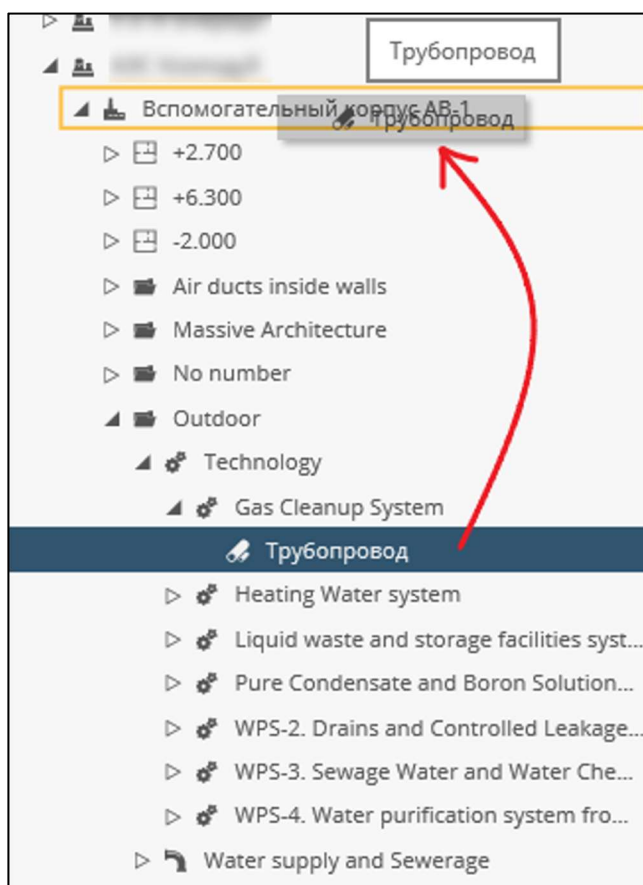 Трубопровод
Вспомогательный корпус АВ-1
Трубопровод
+2.700
+6.300
-2.000
Air ducts inside walls
Massive Architecture
No number
Outdoor
Technology
Gas Cleanup System
Трубопровод
Heating Water system
Liquid waste and storage facilities syst...
Pure Condensate and Boron Solution...
WPS-2. Drains and Controlled Leakage...
WPS-3. Sewage Water and Water Che...
WPS-4. Water purification system fro...
Water supply and Sewerage